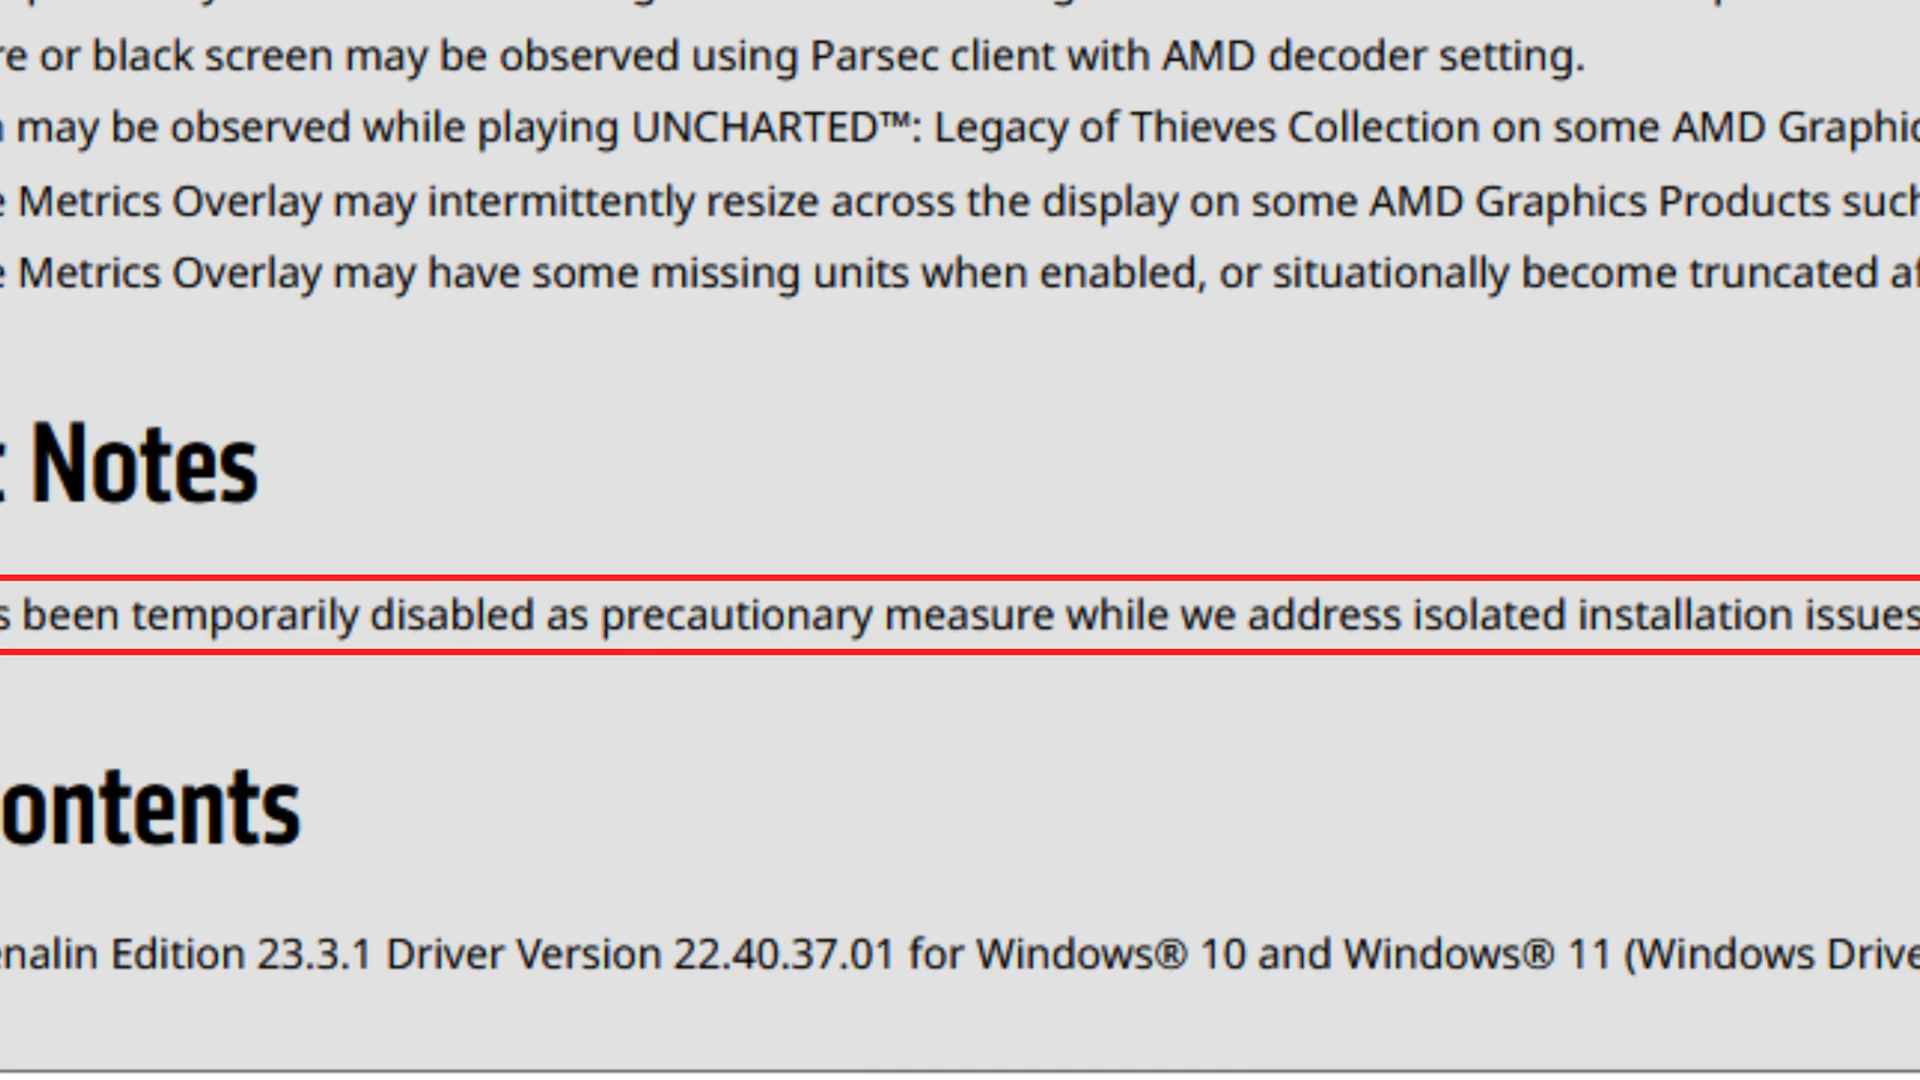 re or black screen may be observed using Parsec client with AMD decoder setting.
may be observed while playing UNCHARTED™: Legacy of Thieves Collection on some AMD Graphic
e Metrics Overlay may intermittently resize across the display on some AMD Graphics Products such
e Metrics Overlay may have some missing units when enabled, or situationally become truncated af
Notes
s been temporarily disabled as precautionary measure while we address isolated installation issues
ontents
enalin Edition 23.3.1 Driver Version 22.40.37.01 for Windows® 10 and Windows® 11 (Windows Drive